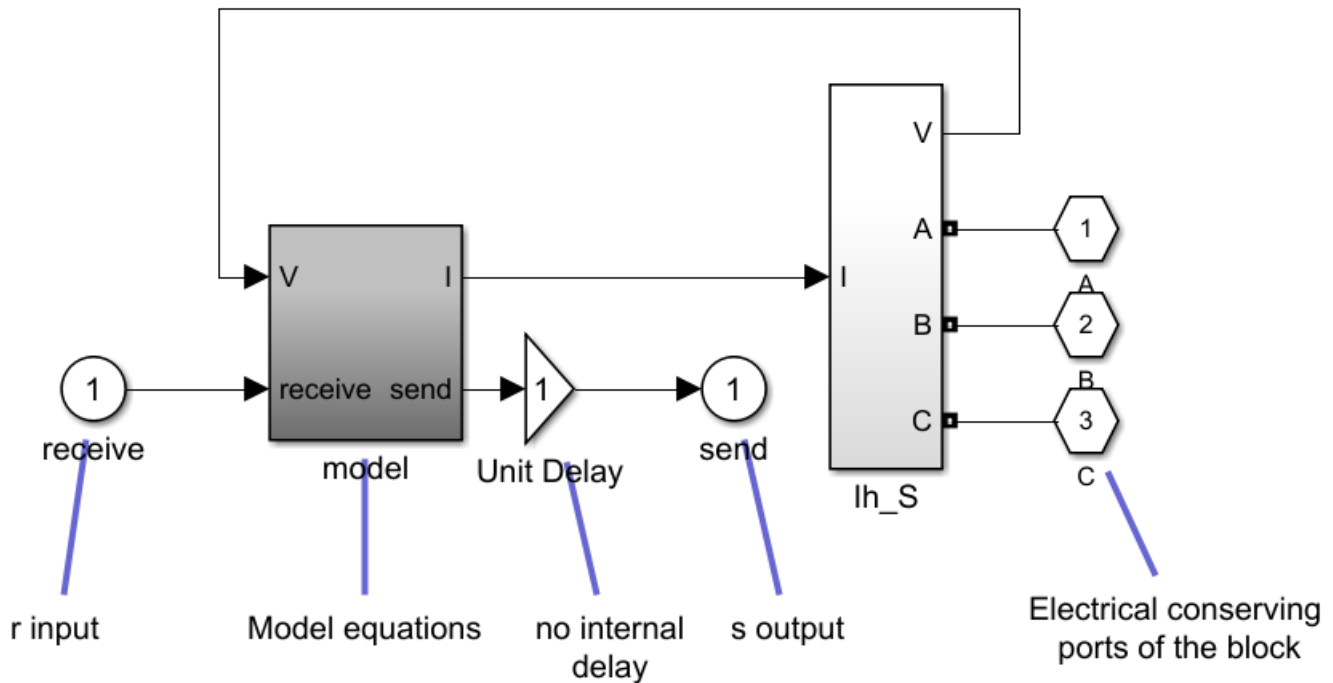 V
A
1
A
V
I
I
B
2
B
1
receive
send
1
1
C
3
C
receive
model
Unit Delay
send
Ih_S
r input
Model equations
no internal
delay
s output
Electrical conserving
ports of the block